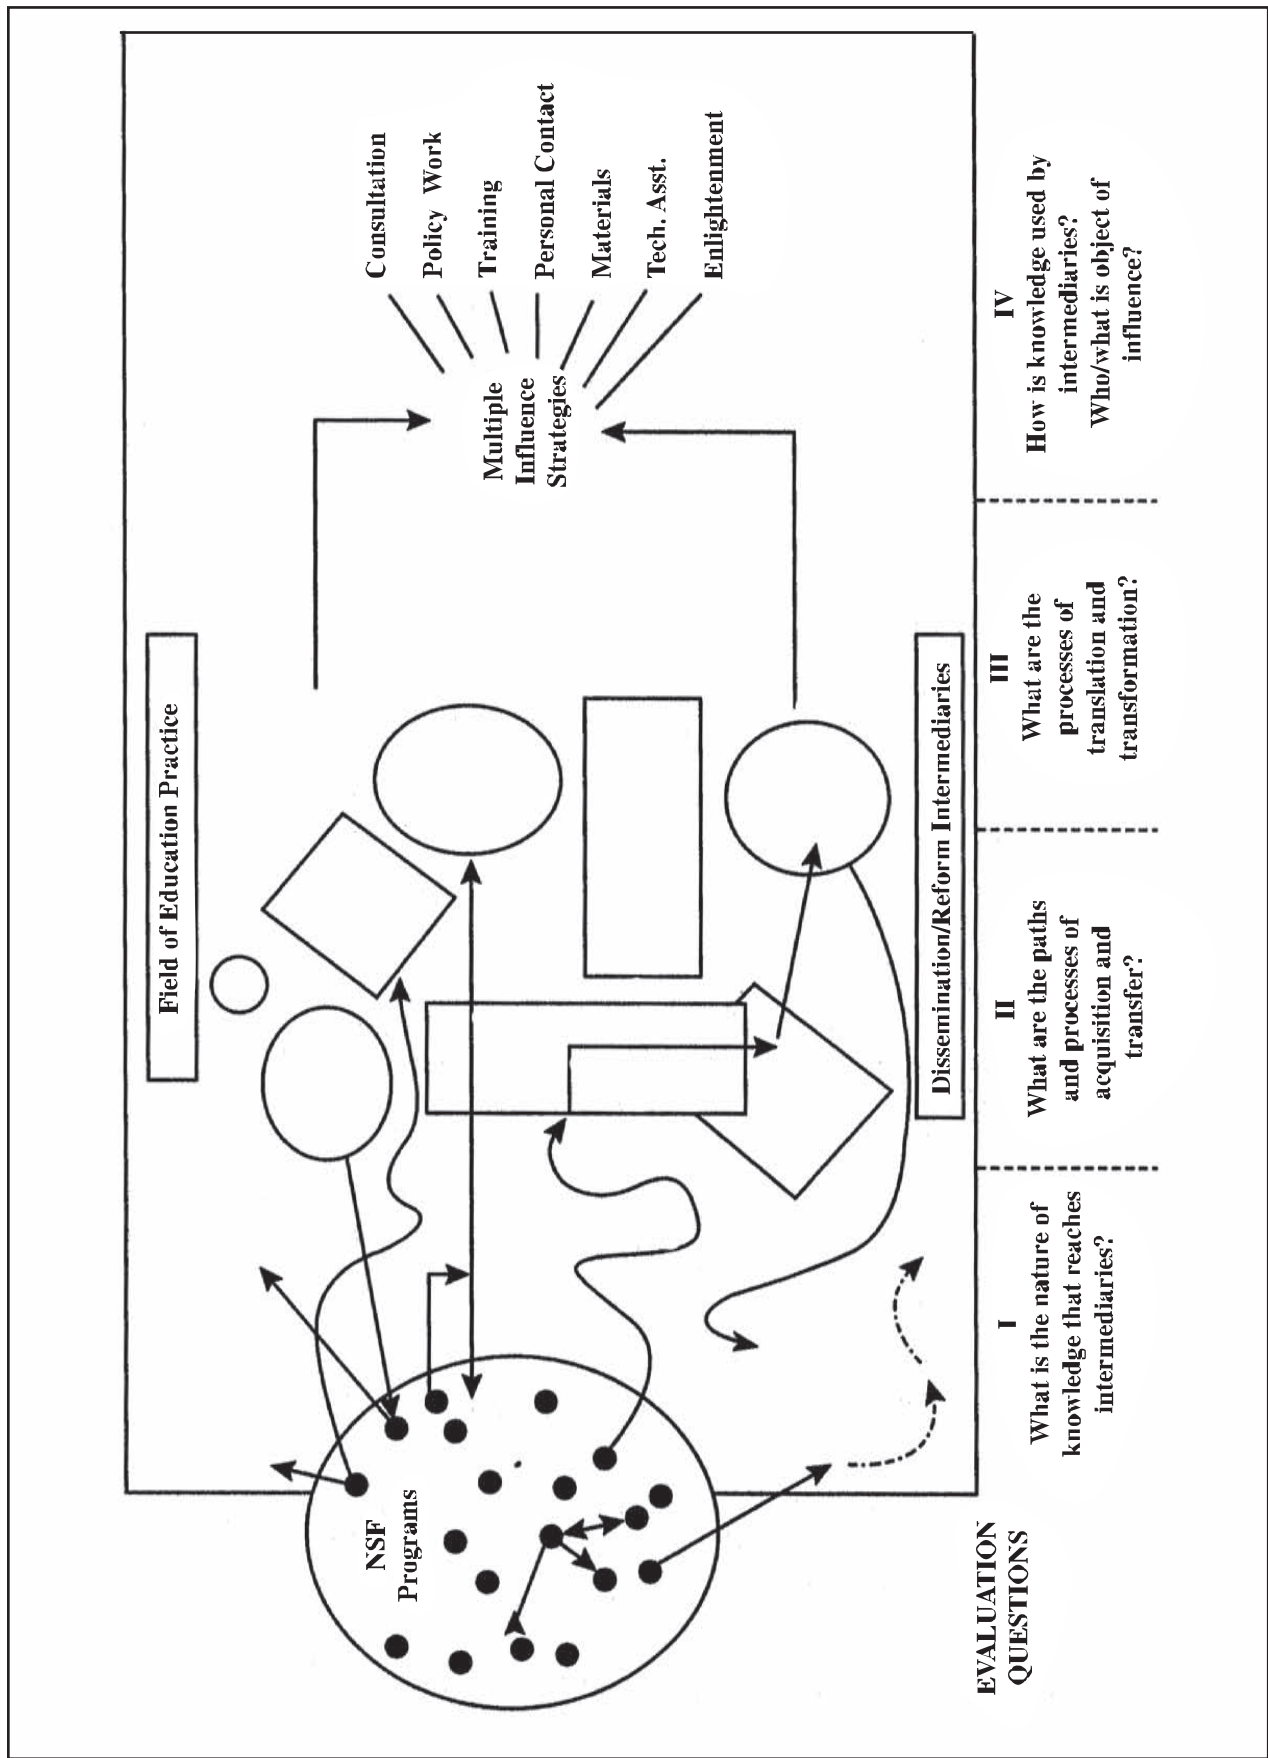 Field of Education Practice
NSF
Programs
Multiple
Influence
Strategies
Consultation
Policy Work
Training
Personal Contact
Materials
Tech. Asst.
Enlightenment
Dissemination/Reform Intermediaries
EVALUATION
QUESTIONS
I
What is the nature of
knowledge that reaches
intermediaries?
II
What are the paths
and processes of
acquisition and
transfer?
III
What are the
processes of
translation and
transformation?
IV
How is knowledge used by
intermediaries?
Who/what is object of
influence?